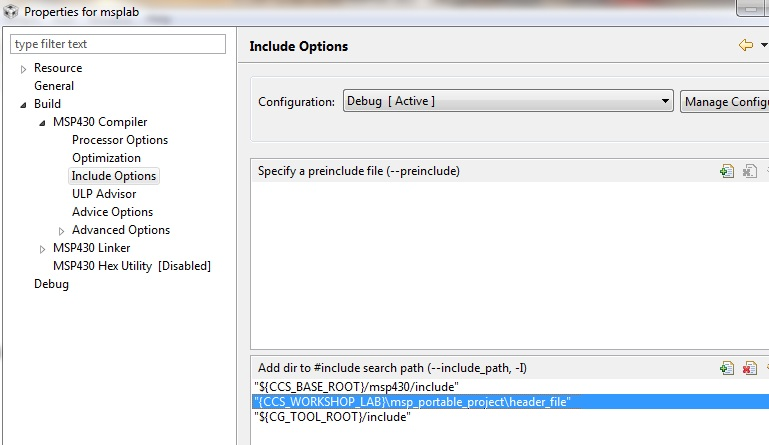 Properties for msplab
type filter text
Resource
General
Build
MSP430 Compiler
Processor Options
Optimization
Include Options
ULP Advisor
Advice Options
Advanced Options
MSP430 Linker
MSP430 Hex Utility [Disabled]
Debug
Include Options
Configuration: Debug [ Active ] Manage Configu
Specify a preinclude file (--preinclude)
Add dir to #include search path (--include_path, -I)
"${CCS_BASE_ROOT}/msp430/include"
"{CCS_WORKSHOP_LAB}\msp_portable_project\header_file"
"${CG_TOOL_ROOT}/include"